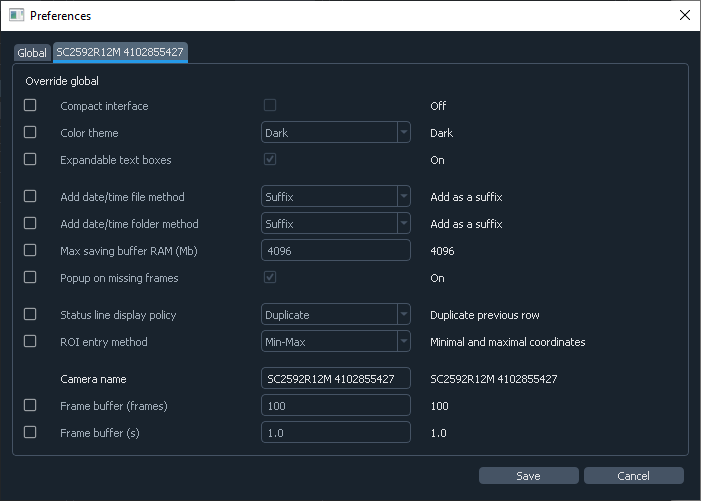 Preferences
Global SC2592R12M 4102855427
Override global
Compact interface Off
Color theme Dark Dark
Expandable text boxes On
Add date/time file method Suffix Add as a suffix
Add date/time folder method Suffix Add as a suffix
Max saving buffer RAM (Mb) 4096 4096
Popup on missing frames On
Status line display policy Duplicate Duplicate previous row
ROI entry method Min-Max Minimal and maximal coordinates
Camera name SC2592R12M 4102855427 SC2592R12M 4102855427
Frame buffer (frames) 100 100
Frame buffer (s) 1.0 1.0
Save Cancel